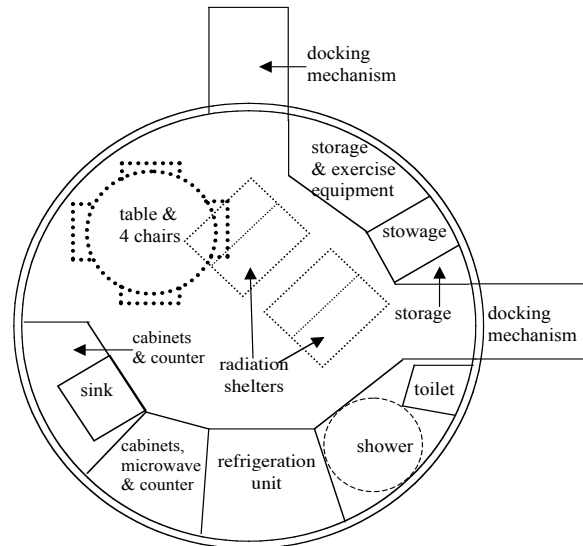 docking
mechanism
storage
& exercise
equipment
table &
4 chairs
stowage
storage
docking
mechanism
cabinets
& counter
radiation
shelters
sink
toilet
cabinets,
microwave
& counter
refrigeration
unit
shower